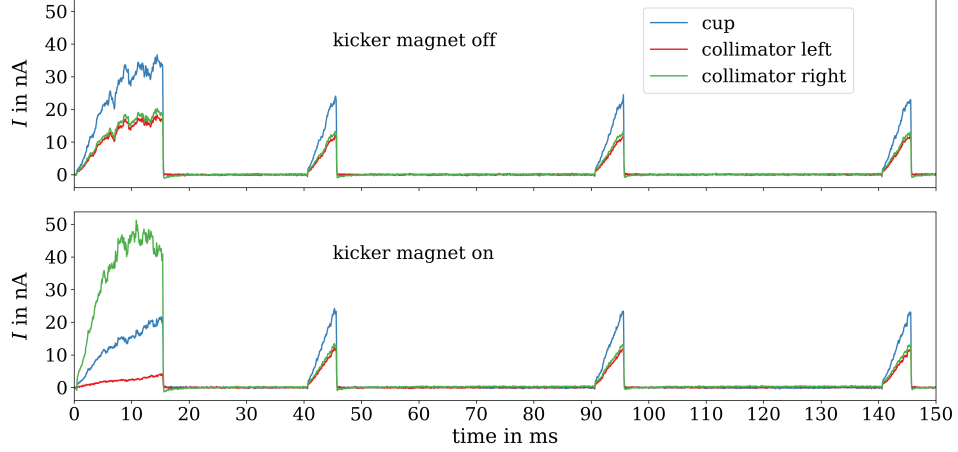 50
40
30
20
10
0
I in nA
kicker magnet off
cup
collimator left
collimator right
50
40
30
20
10
0
I in nA
kicker magnet on
0 10 20 30 40 50 60 70 80 90 100 110 120 130 140 150
time in ms